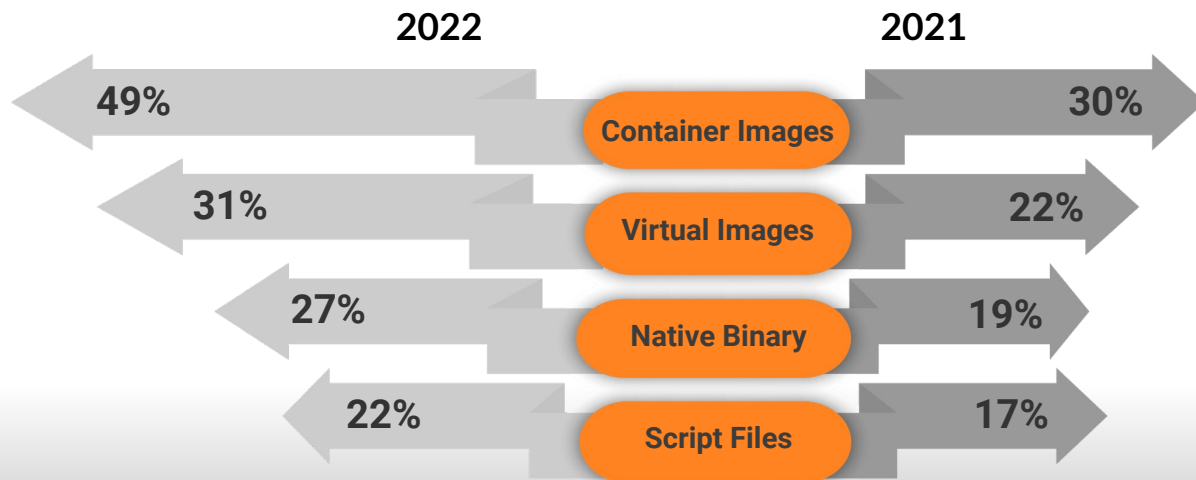 2022 2021
49% Container Images 30%
31% Virtual Images 22%
27% Native Binary 19%
22% Script Files 17%